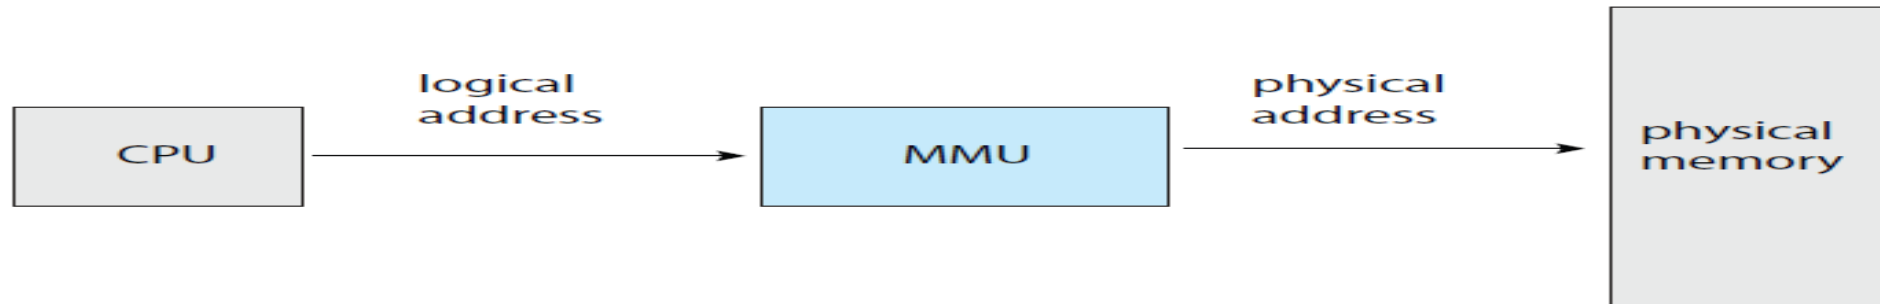 CPU
logical
address
MMU
physical
address
physical
memory